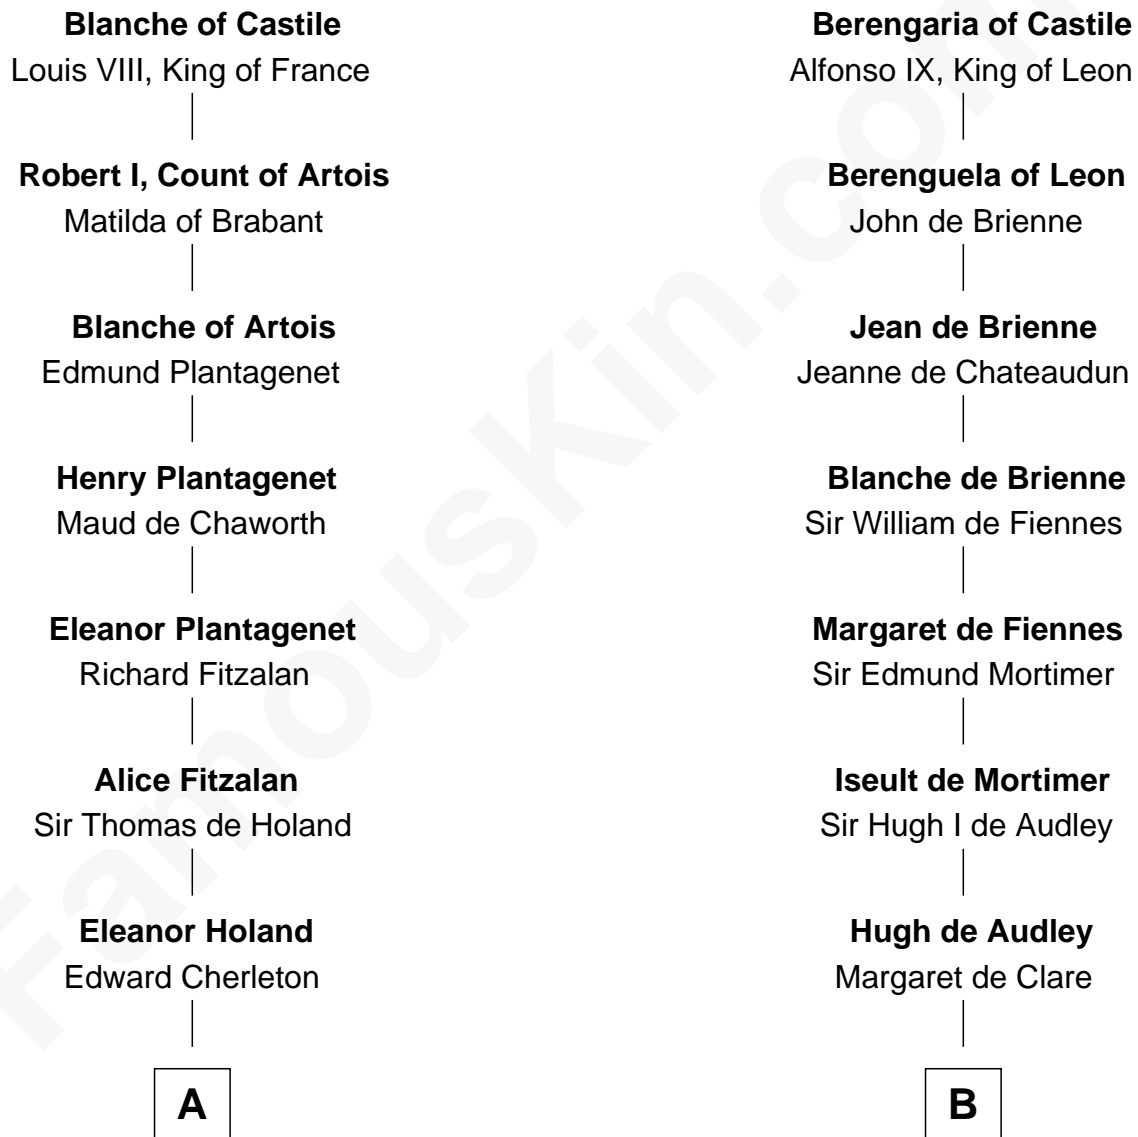 Blanche of Castile
Louis VIII, King of France
Robert I, Count of Artois
Matilda of Brabant
Blanche of Artois
Edmund Plantagenet
Henry Plantagenet
Maud de Chaworth
Eleanor Plantagenet
Richard Fitzalan
Alice Fitzalan
Sir Thomas de Holand
Eleanor Holand
Edward Cherleton
A
Berengaria of Castile
Alfonso IX, King of Leon
Berenguela of Leon
John de Brienne
Jean de Brienne
Jeanne de Chateaudun
Blanche de Brienne
Sir William de Fiennes
Margaret de Fiennes
Sir Edmund Mortimer
Iseult de Mortimer
Sir Hugh I de Audley
Hugh de Audley
Margaret de Clare
B
FamousKin.com